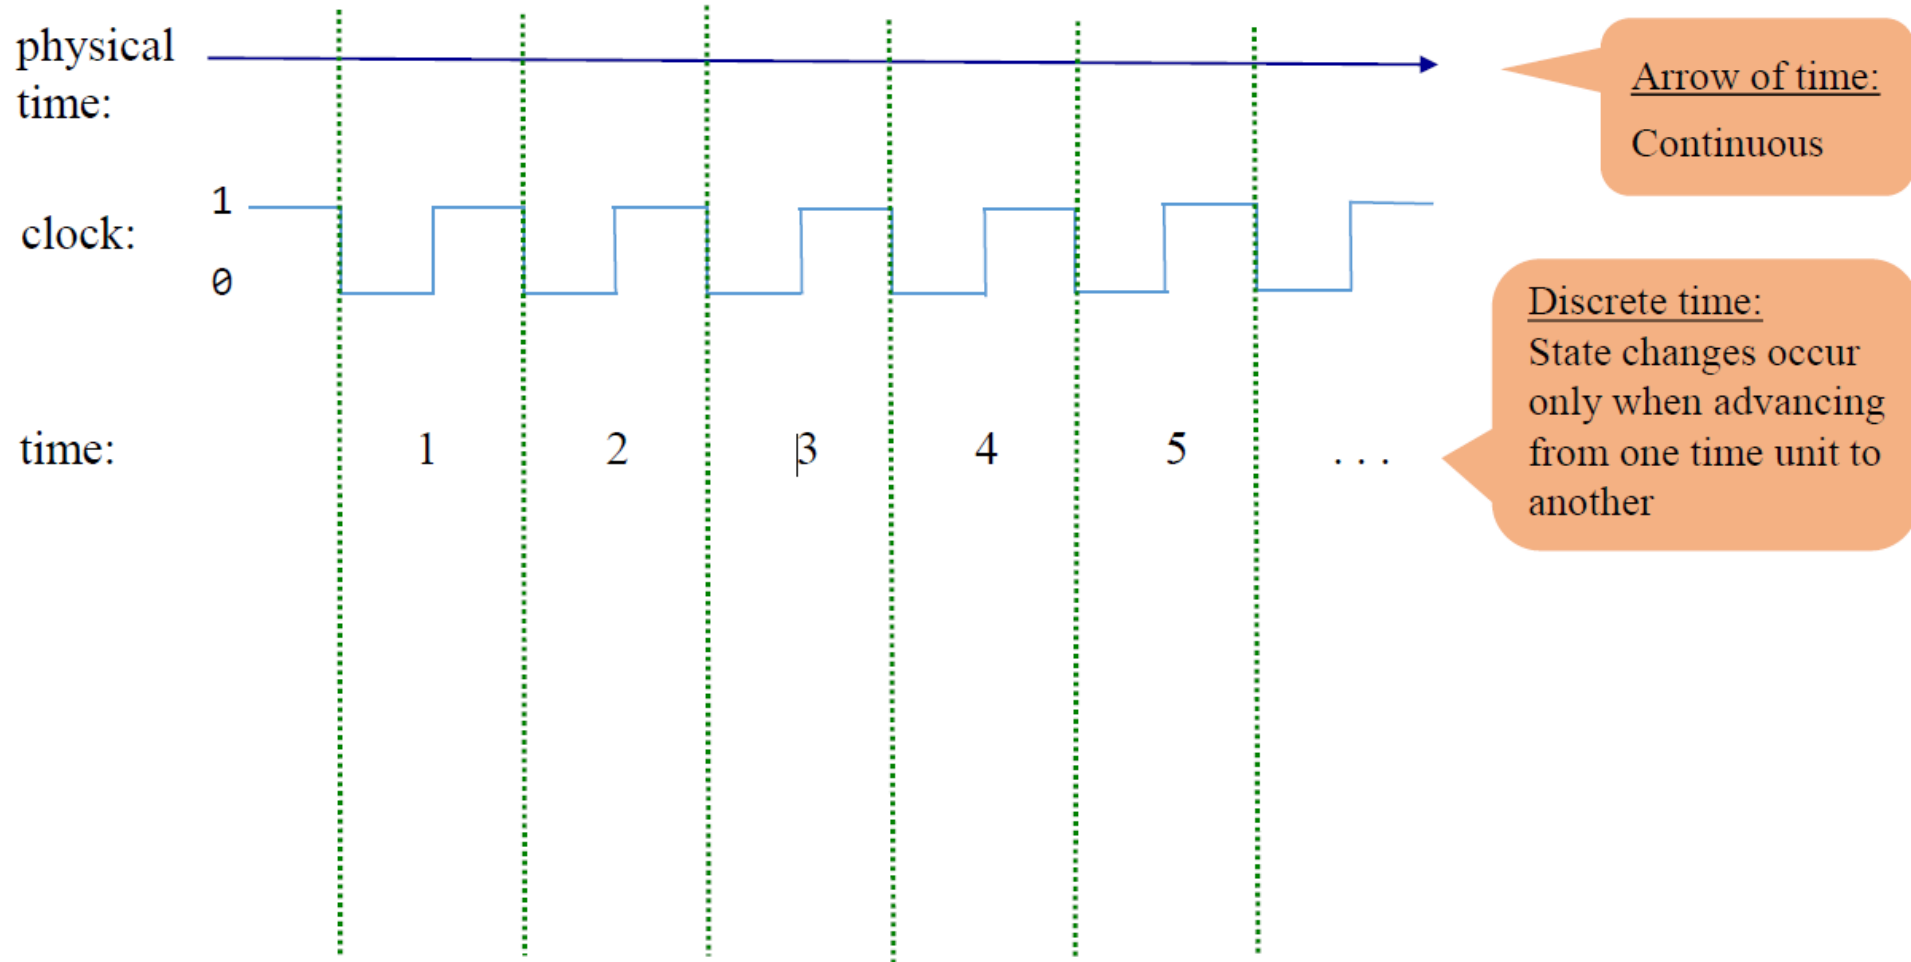 physical
time:
Arrow of time:
Continuous
1
clock:
0
Discrete time:
State changes occur
only when advancing
from one time unit to
another
time: 1 2 3 4 5 . . .